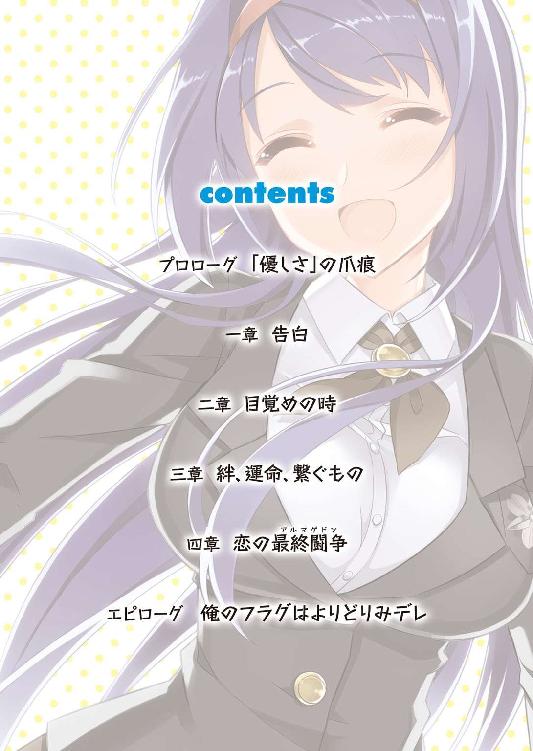 contents
プロローグ 「優しさ」の爪痕
一章 告白
二章 目覚めの時
三章 絆、運命、繋ぐもの
アルマゲドン
四章 恋の最終闘争
エピローグ 俺のフラグはよりどりみデレ